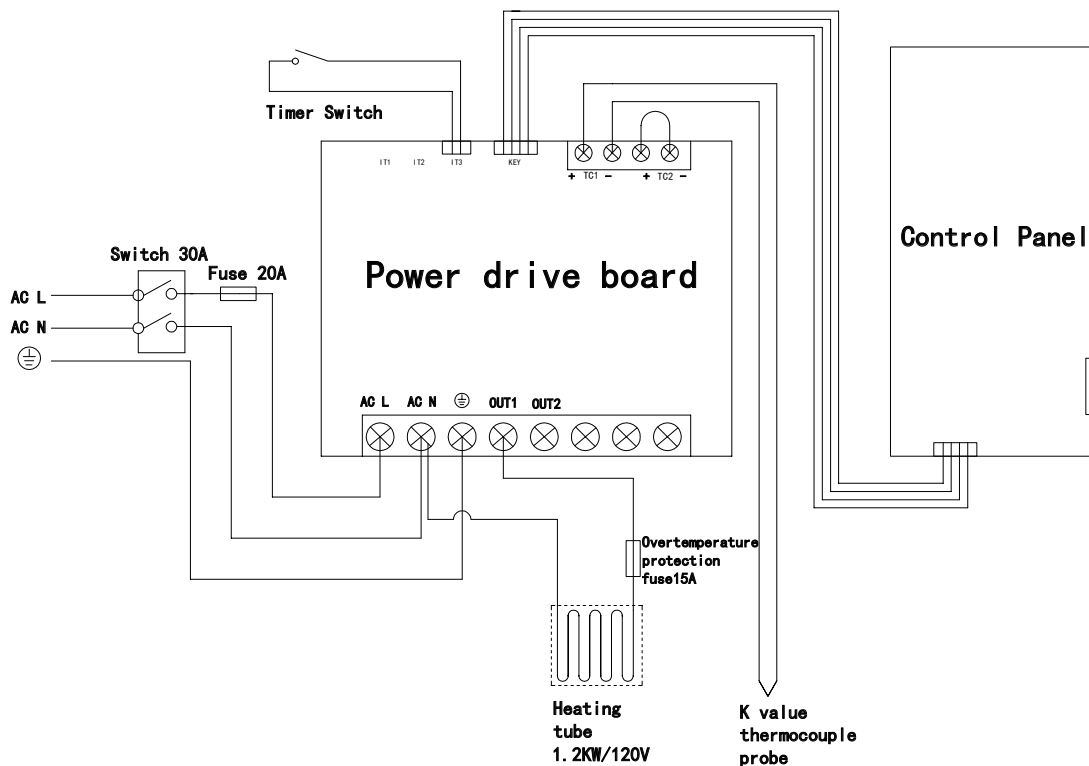 Timer Switch
IT1 IT2 IT3 KEY + TC1 - + TC2 -
Control Panel
Switch 30A
Fuse 20A
Power drive board
AC L
AC N
AC L AC N OUT1 OUT2
Overtemperature
protection
fuse15A
Heating
tube
1.2KW/120V
K value
thermocouple
probe